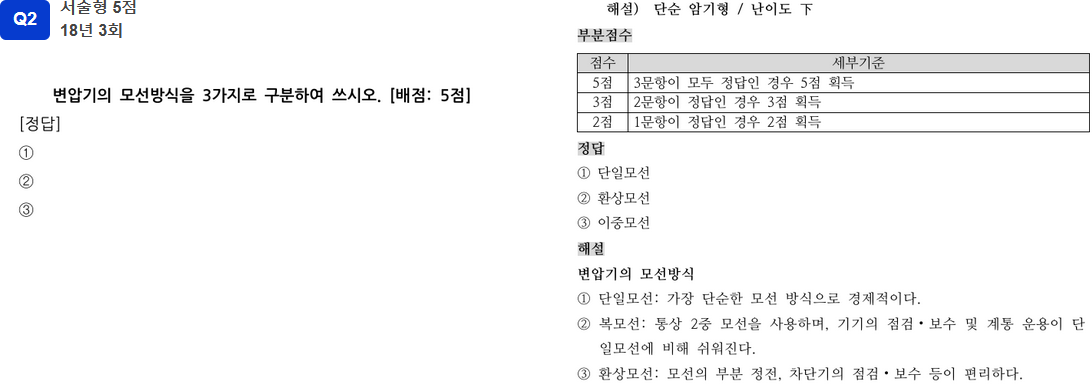 Q2
서술형 5점
18년 3회
변압기의 모선방식을 3가지로 구분하여 쓰시오. [배점: 5점]
[정답]
①
②
③
해설) 단순 암기형 / 난이도 下
부분점수
점수 세부기준
5점 3문항이 모두 정답인 경우 5점 획득
3점 2문항이 정답인 경우 3점 획득
2점 1문항이 정답인 경우 2점 획득
정답
① 단일모선
② 환상모선
③ 이중모선
해설
변압기의 모선방식
① 단일모선: 가장 단순한 모선 방식으로 경제적이다.
② 복모선: 통상 2중 모선을 사용하며, 기기의 점검・보수 및 계통 운용이 단
일모선에 비해 쉬워진다.
③ 환상모선: 모선의 부분 정전, 차단기의 점검・보수 등이 편리하다.